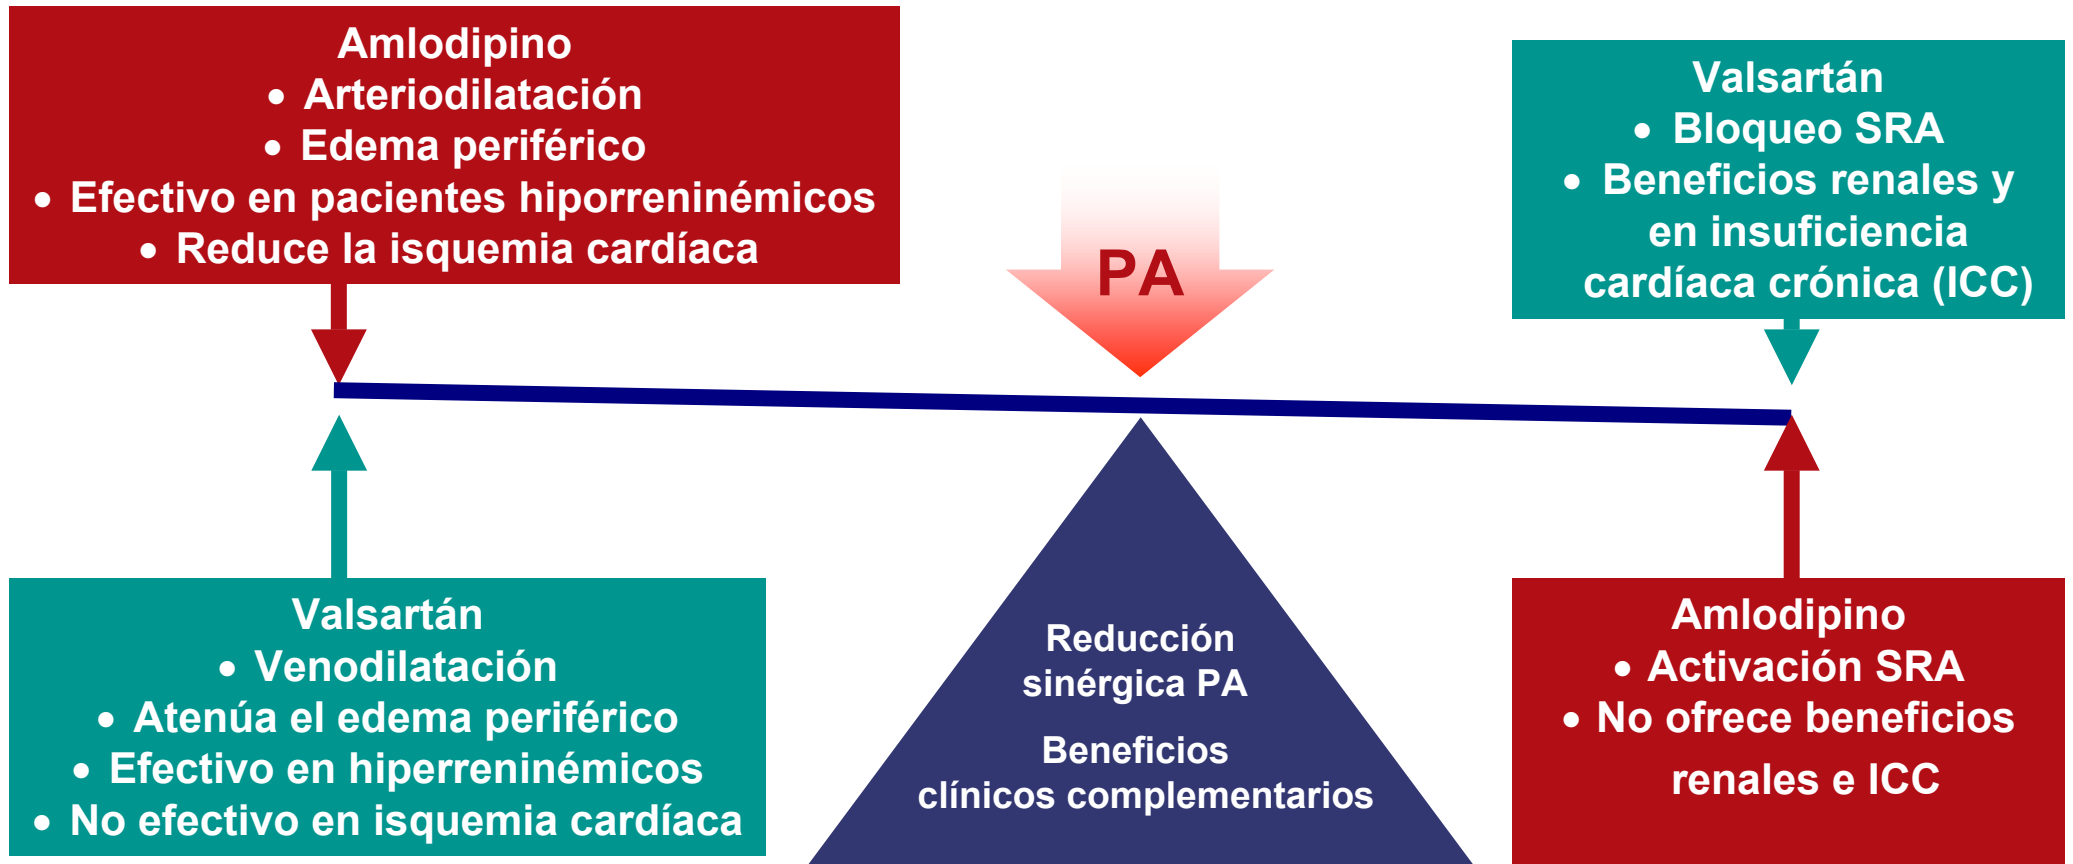 Amlodipino
• Arteriodilatación
• Edema periférico
• Efectivo en pacientes hiporreninémicos
• Reduce la isquemia cardíaca
PA
Valsartán
• Bloqueo SRA
• Beneficios renales y
en insuficiencia
cardíaca crónica (ICC)
Valsartán
• Venodilatación
• Atenúa el edema periférico
• Efectivo en hiperreninémicos
• No efectivo en isquemia cardíaca
Reducción
sinérgica PA
Beneficios
clínicos complementarios
Amlodipino
• Activación SRA
• No ofrece beneficios
renales e ICC